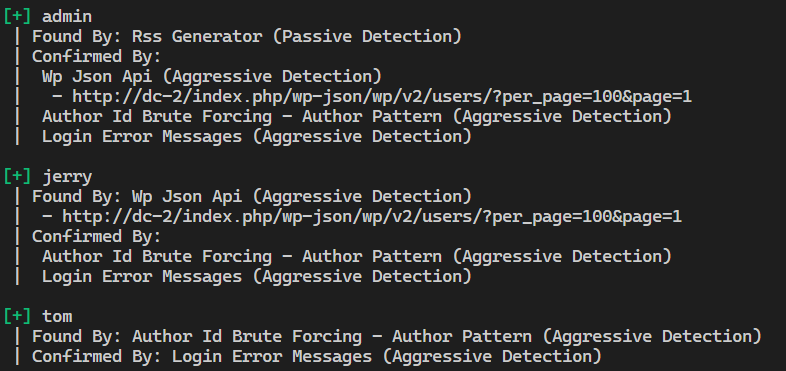 [+] admin
| Found By: Rss Generator (Passive Detection)
| Confirmed By:
|  Wp Json Api (Aggressive Detection)
|   - http://dc-2/index.php/wp-json/wp/v2/users/?per_page=100&page=1
|  Author Id Brute Forcing - Author Pattern (Aggressive Detection)
|  Login Error Messages (Aggressive Detection)
[+] jerry
| Found By: Wp Json Api (Aggressive Detection)
|  - http://dc-2/index.php/wp-json/wp/v2/users/?per_page=100&page=1
| Confirmed By:
|  Author Id Brute Forcing - Author Pattern (Aggressive Detection)
|  Login Error Messages (Aggressive Detection)
[+] tom
| Found By: Author Id Brute Forcing - Author Pattern (Aggressive Detection)
| Confirmed By: Login Error Messages (Aggressive Detection)